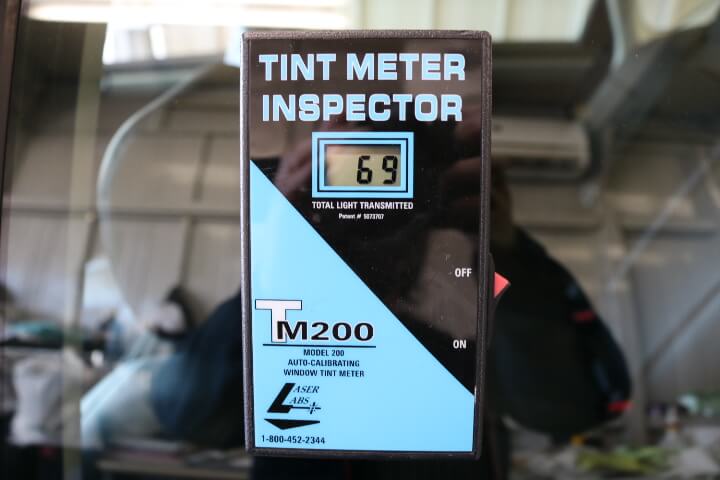 TINT METER
INSPECTOR
69
TOTAL LIGHT TRANSMITTED
Patent # 5073707
OFF
ON
TM200
MODEL 200
AUTO-CALIBRATING
WINDOW TINT METER
LASER
LABS
1-800-452-2344